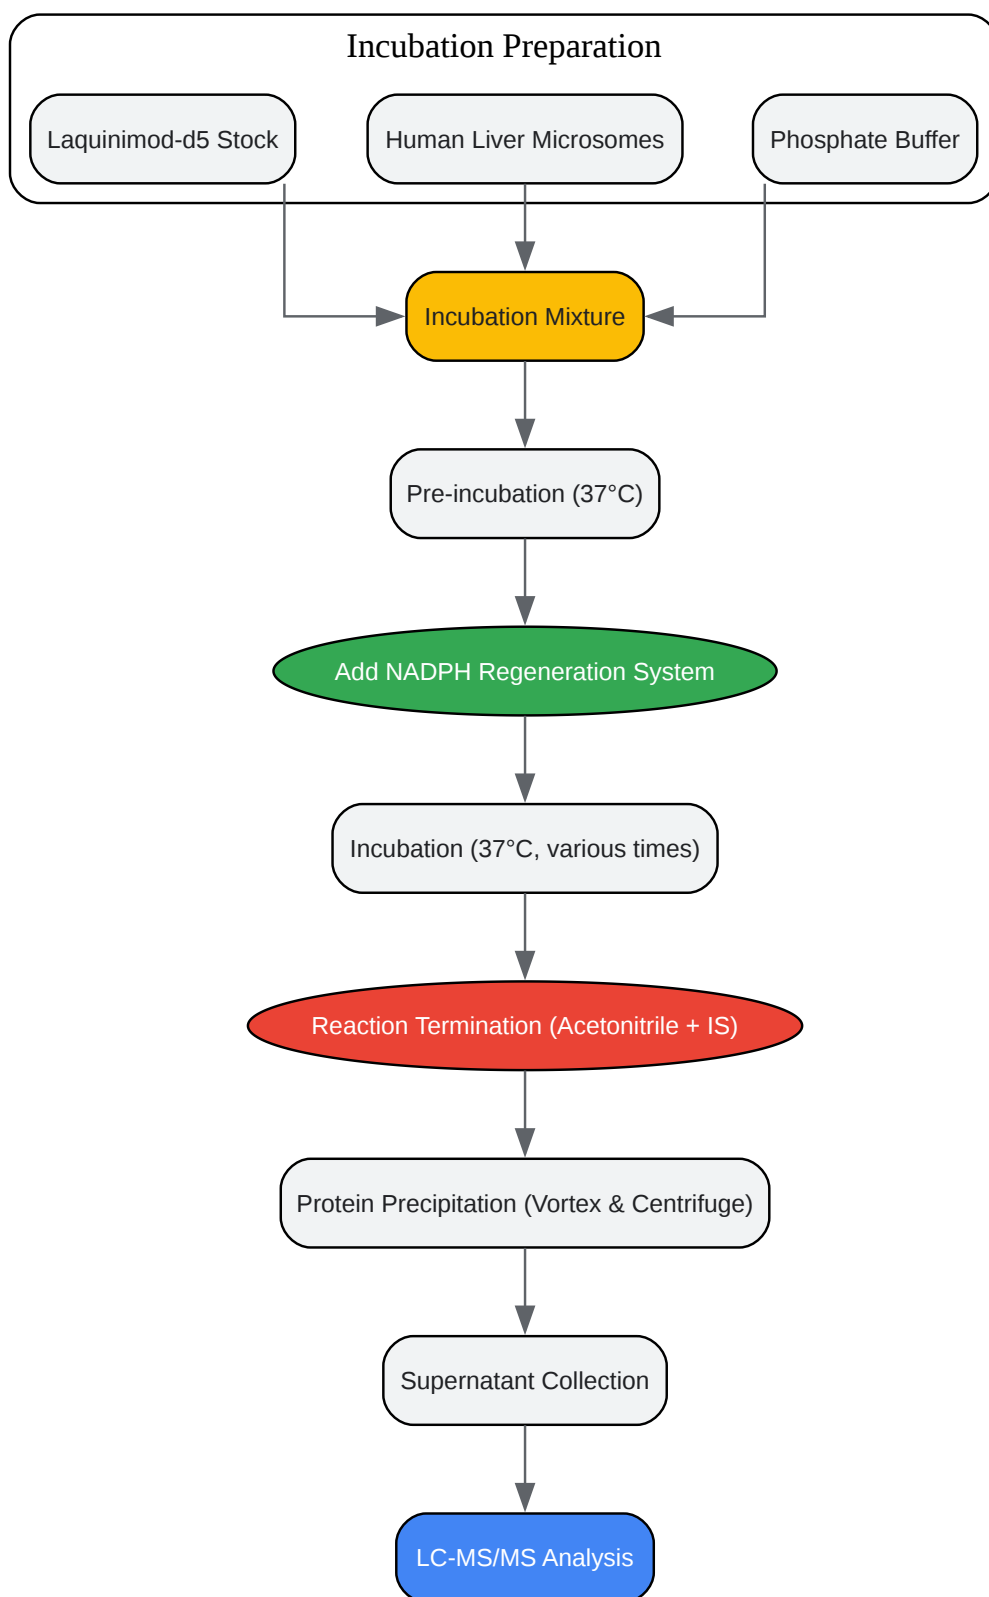 Incubation Preparation
Laquinimod-d5 Stock
Human Liver Microsomes
Phosphate Buffer
Incubation Mixture
Pre-incubation (37°C)
Add NADPH Regeneration System
Incubation (37°C, various times)
Reaction Termination (Acetonitrile + IS)
Protein Precipitation (Vortex & Centrifuge)
Supernatant Collection
LC-MS/MS Analysis